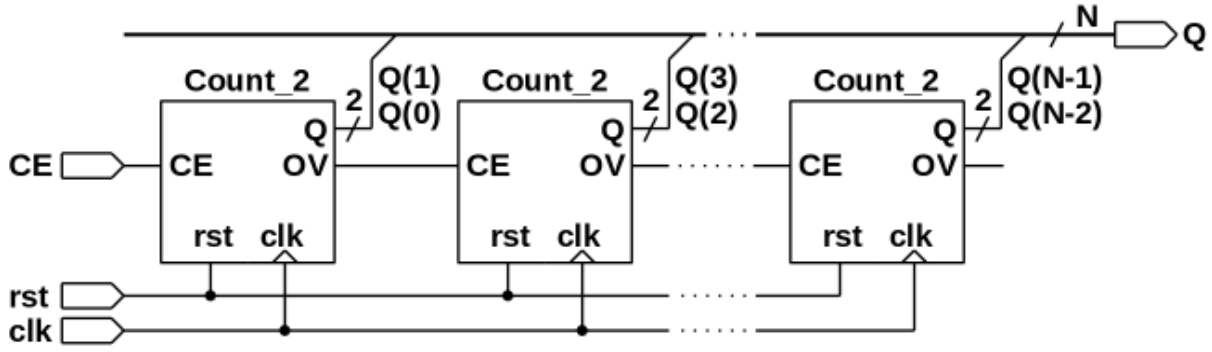 N
Q
Count_2
Count_2
Count_2
2
Q(1)
Q(0)
2
Q(3)
Q(2)
2
Q(N-1)
Q(N-2)
Q
Q
Q
CE
CE
OV
CE
OV
CE
OV
rst
clk
rst
clk
rst
clk
rst
clk